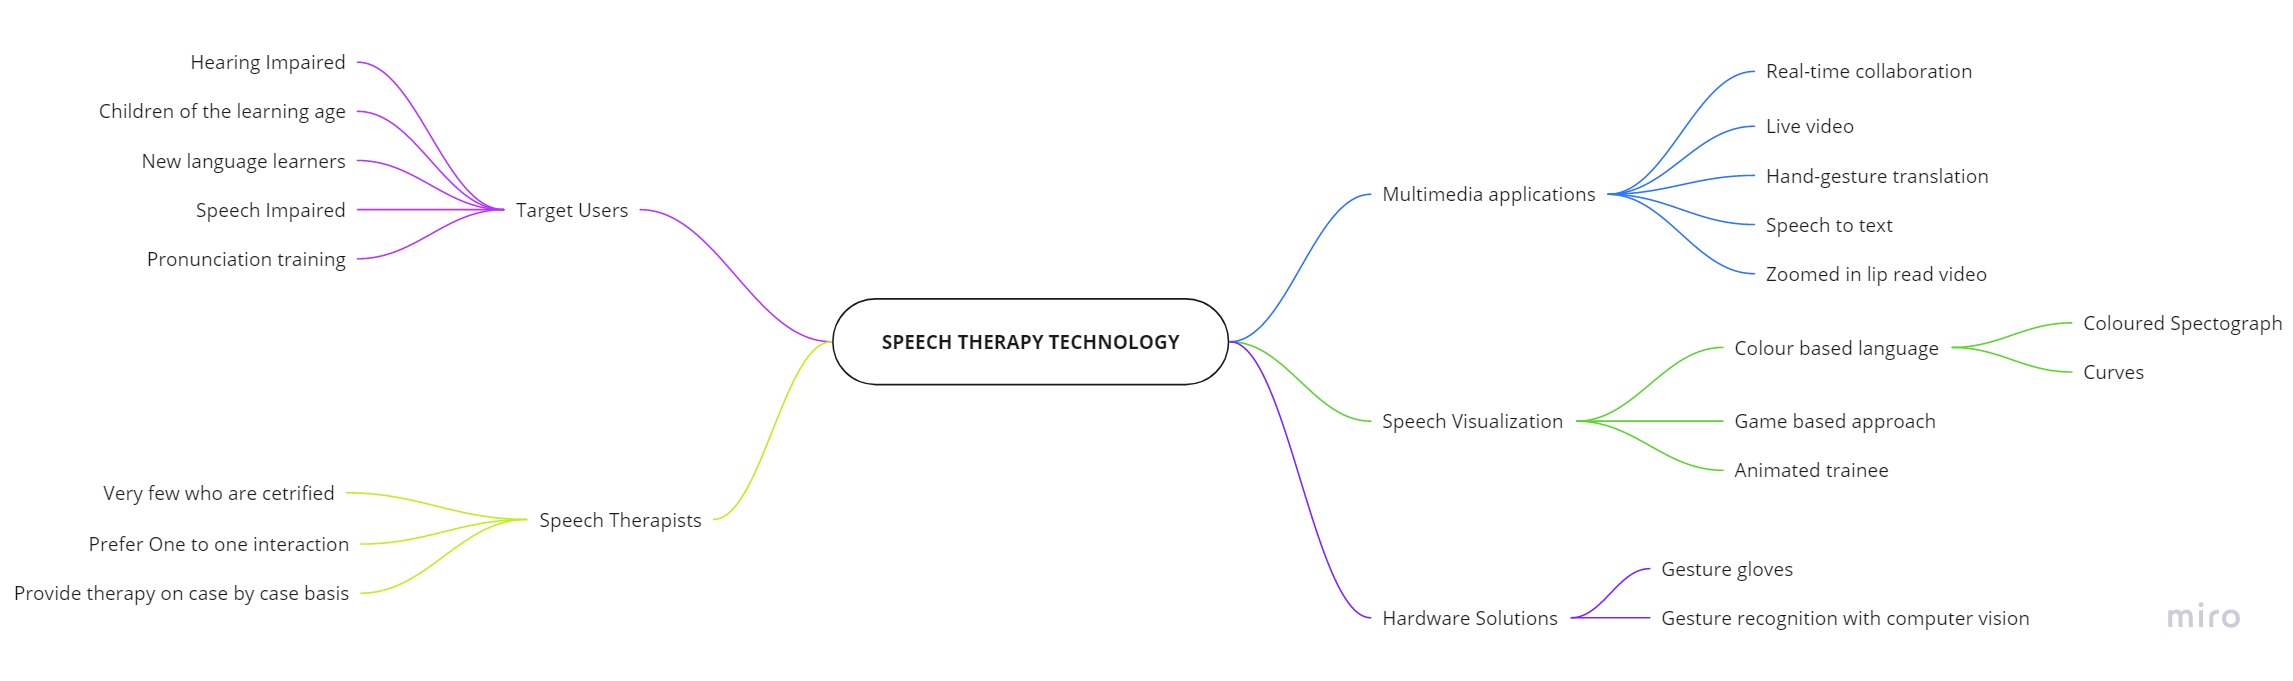 Hearing Impaired
Children of the learning age
New language learners
Speech Impaired
Pronunciation training
Target Users
Very few who are cetrified
Prefer One to one interaction
Provide therapy on case by case basis
Speech Therapists
SPEECH THERAPY TECHNOLOGY
Multimedia applications
Real-time collaboration
Live video
Hand-gesture translation
Speech to text
Zoomed in lip read video
Speech Visualization
Colour based language
Coloured Spectograph
Curves
Game based approach
Animated trainee
Hardware Solutions
Gesture gloves
Gesture recognition with computer vision
miro